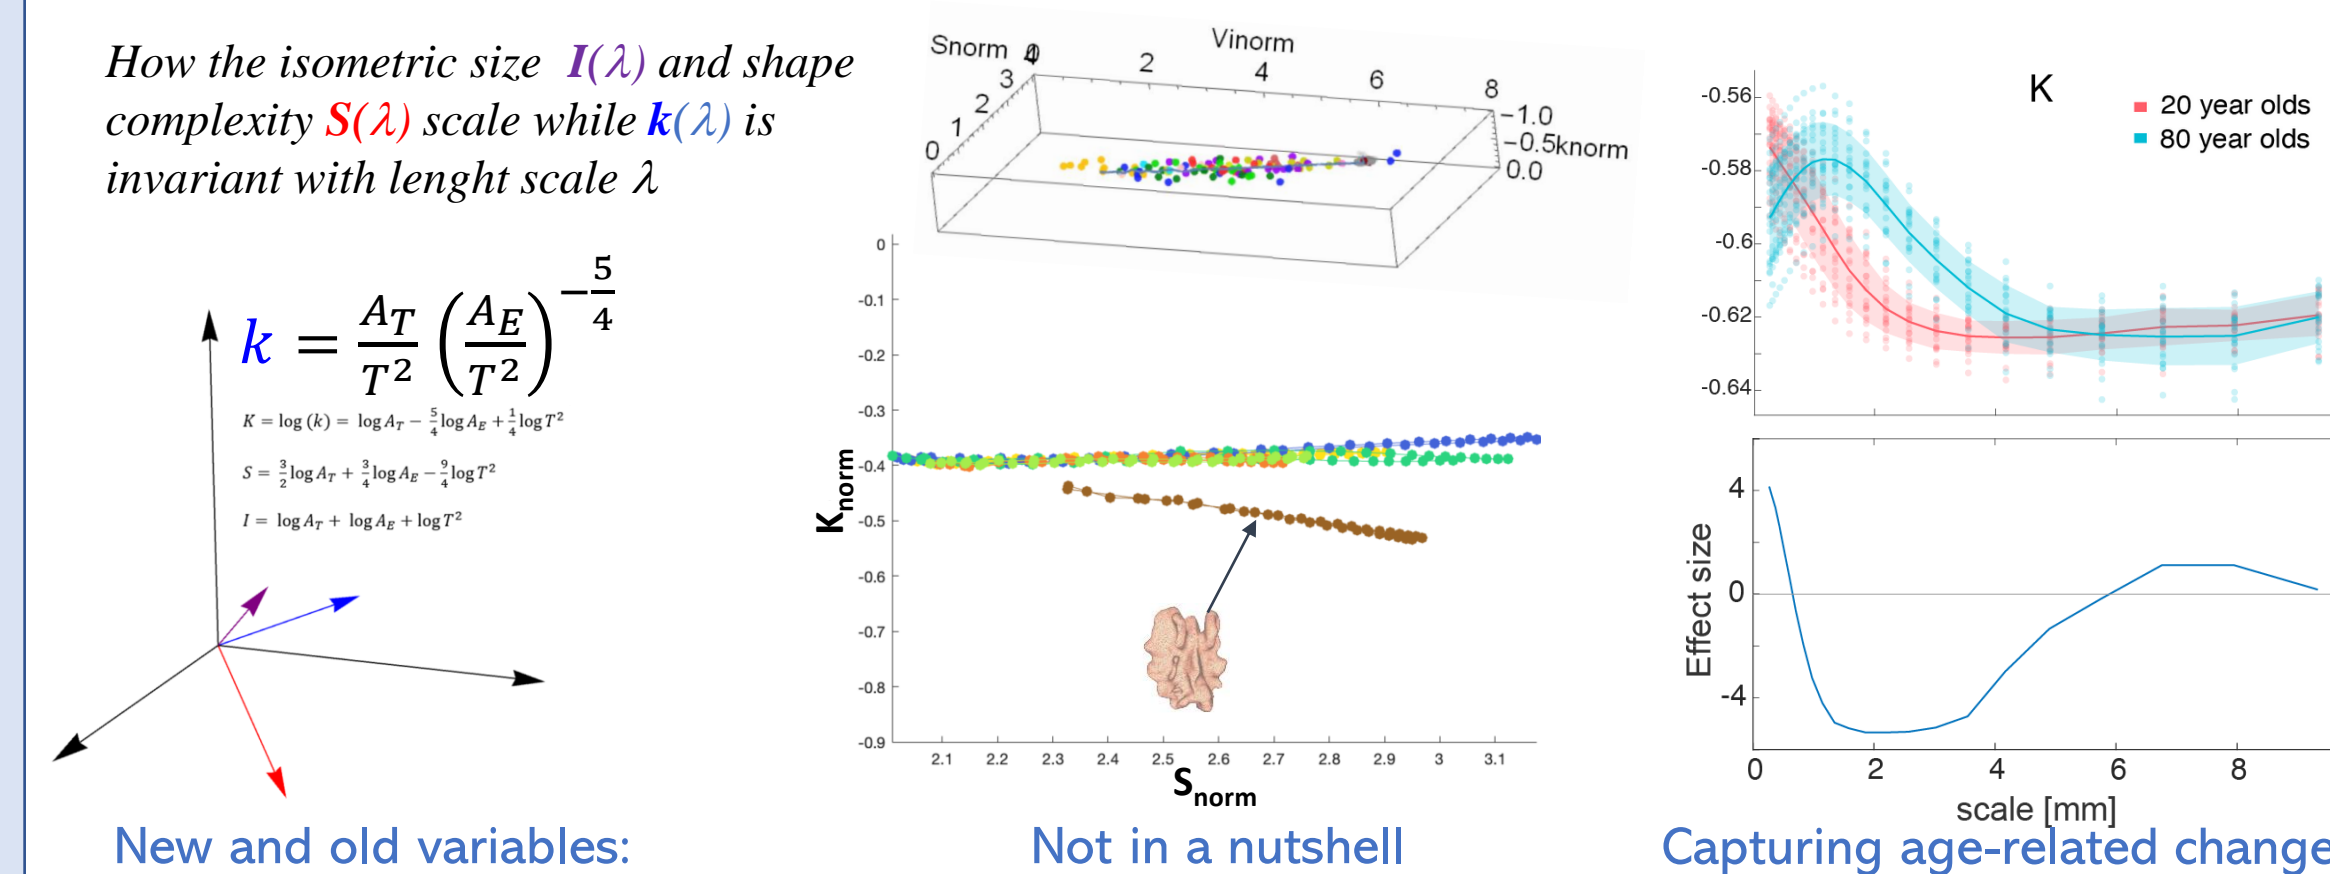 How the isometric size I(λ) and shape
complexity S(λ) scale while k(λ) is
invariant with lenght scale λ
k = A_T/T² (A_E/T²)^(-5/4)
K = log (k) = log A_T − 5/4 log A_E + 1/4 log T²
S = 3/2 log A_T + 3/4 log A_E − 9/4 log T²
I = log A_T + log A_E + log T²
New and old variables:
Snorm 4 0 Vinorm
3 2 4 6 8
2 -1.0
1 -0.5 knorm
0 0.0
0
-0.1
-0.2
-0.3
-0.4
-0.5
-0.6
-0.7
-0.8
-0.9
K_norm
2.1 2.2 2.3 2.4 2.5 2.6 2.7 2.8 2.9 3 3.1
S_norm
Not in a nutshell
K
20 year olds
80 year olds
-0.56
-0.58
-0.6
-0.62
-0.64
4
0
-4
Effect size
0 2 4 6 8
scale [mm]
Capturing age-related change